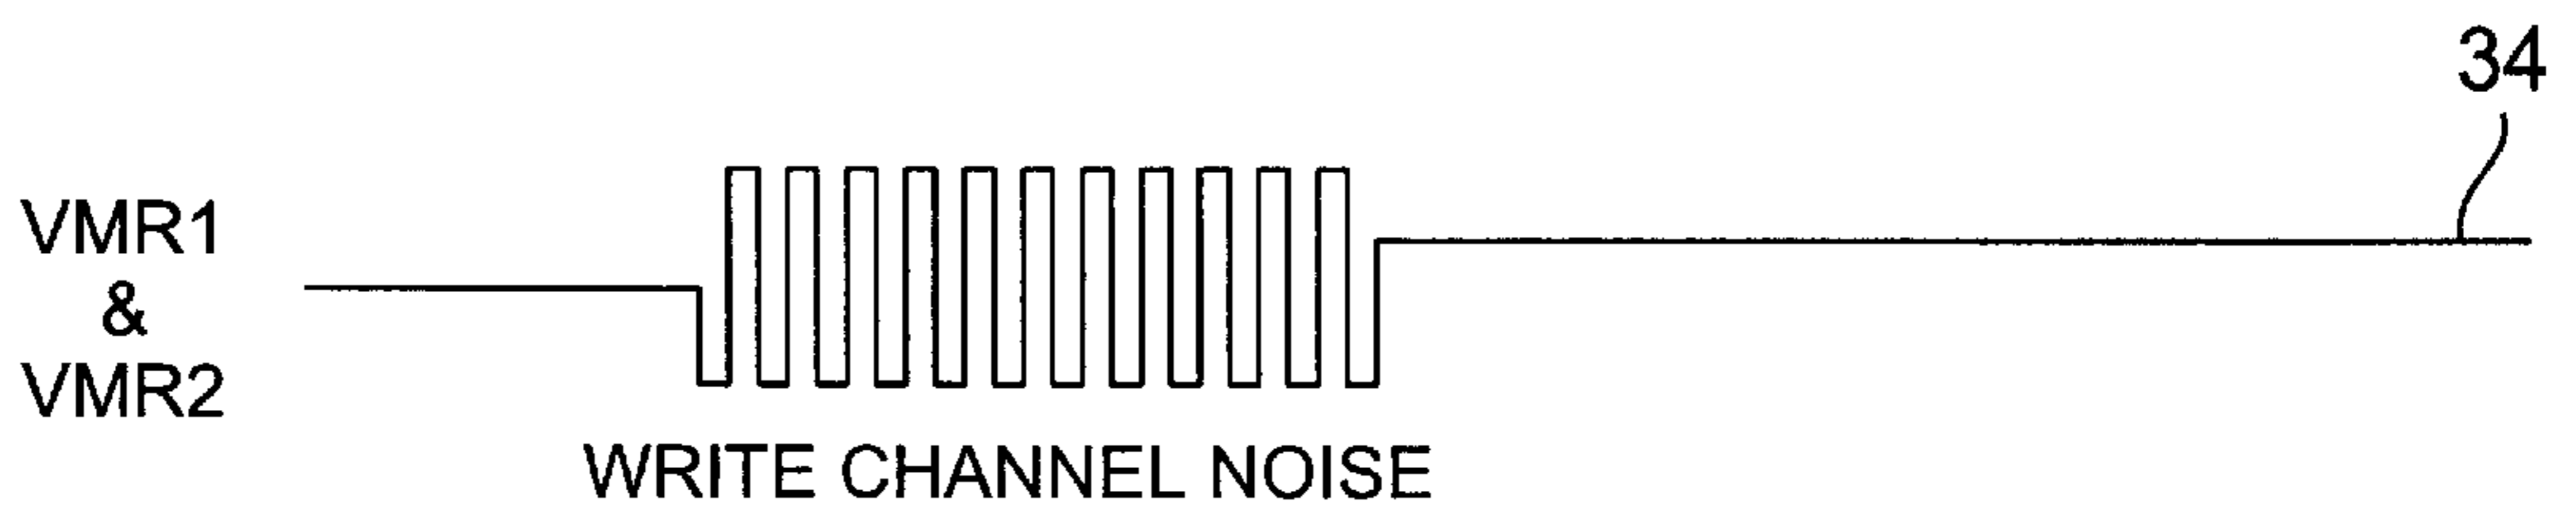 34
VMR1
&
VMR2
WRITE CHANNEL NOISE